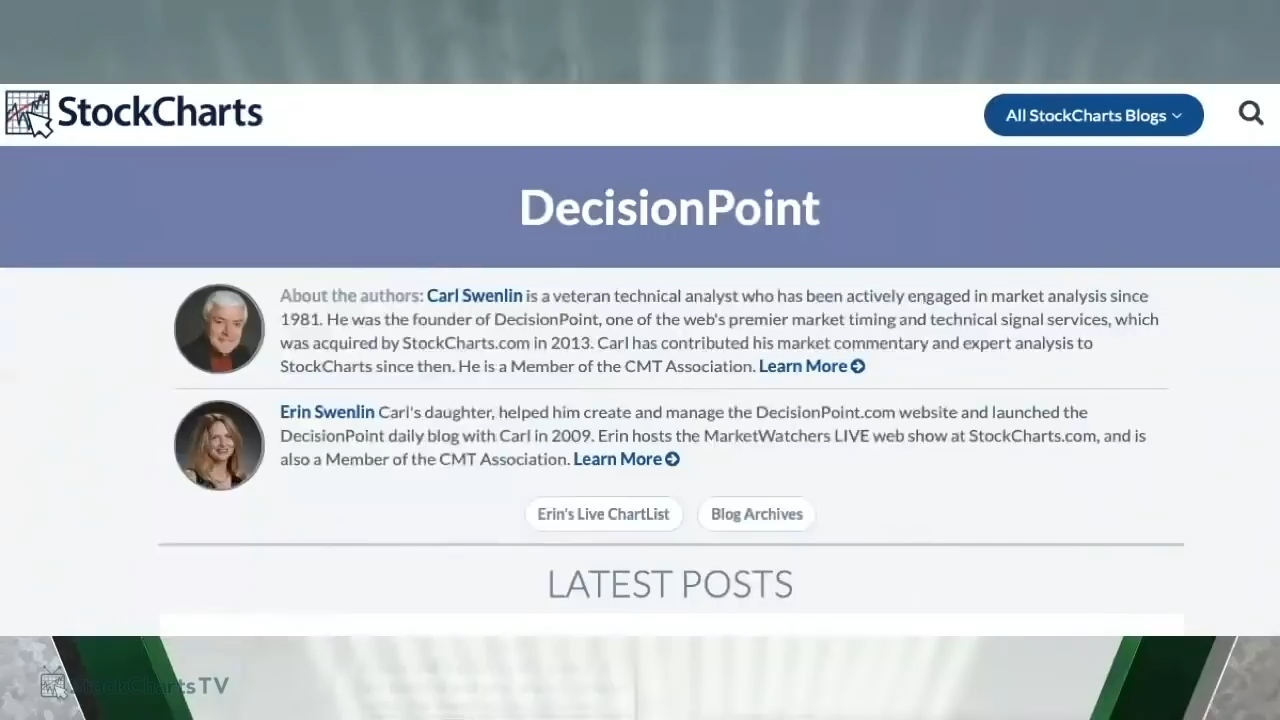 StockCharts
All StockCharts Blogs
DecisionPoint
About the authors: Carl Swenlin is a veteran technical analyst who has been actively engaged in market analysis since
1981. He was the founder of DecisionPoint, one of the web's premier market timing and technical signal services, which
was acquired by StockCharts.com in 2013. Carl has contributed his market commentary and expert analysis to
StockCharts since then. He is a Member of the CMT Association. Learn More
Erin Swenlin Carl's daughter, helped him create and manage the DecisionPoint.com website and launched the
DecisionPoint daily blog with Carl in 2009. Erin hosts the MarketWatchers LIVE web show at StockCharts.com, and is
also a Member of the CMT Association. Learn More
Erin's Live ChartList
Blog Archives
LATEST POSTS
StockCharts TV